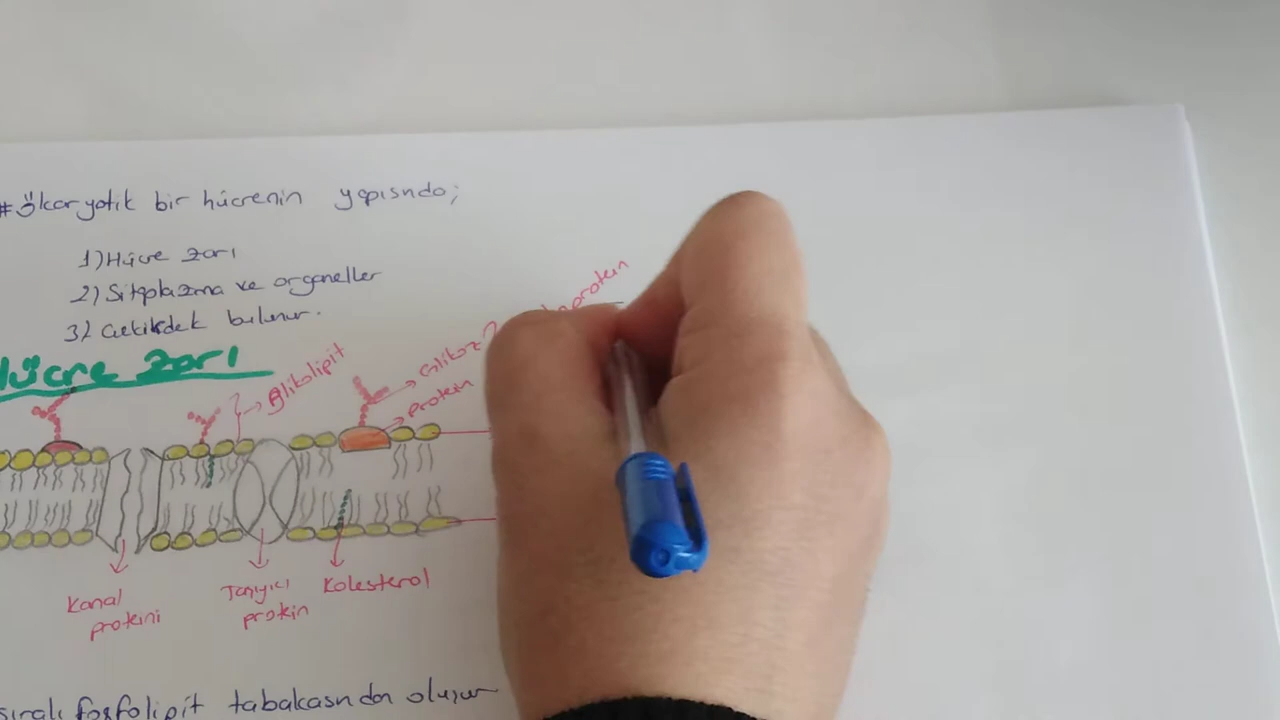 # Ökaryotik bir hücrenin yapısında;
1) Hücre zarı
2) Sitoplazma ve organeller
3) Çekirdek bulunur.
Hücre zarı
Glikolipit
Glikoz
protein
Kanal
proteini
Taşıyıcı
protein
Kolesterol
fosfolipit tabakasından oluşur